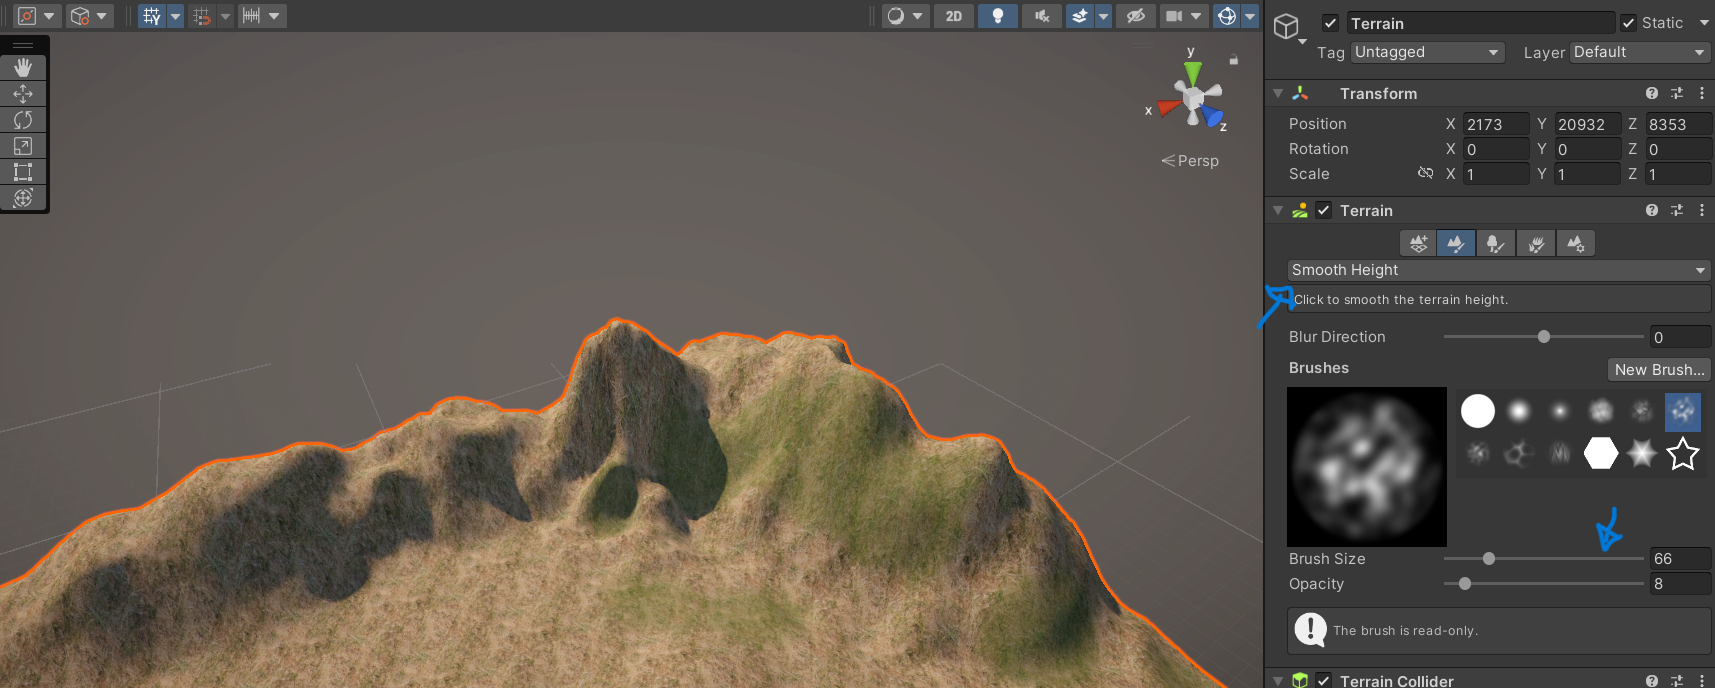 2D
Terrain
Static
Tag
Untagged
Layer
Default
y
x
z
Persp
Transform
Position X 2173 Y 20932 Z 8353
Rotation X 0 Y 0 Z 0
Scale X 1 Y 1 Z 1
Terrain
Smooth Height
Click to smooth the terrain height.
Blur Direction 0
Brushes
New Brush...
Brush Size 66
Opacity 8
The brush is read-only.
Terrain Collider